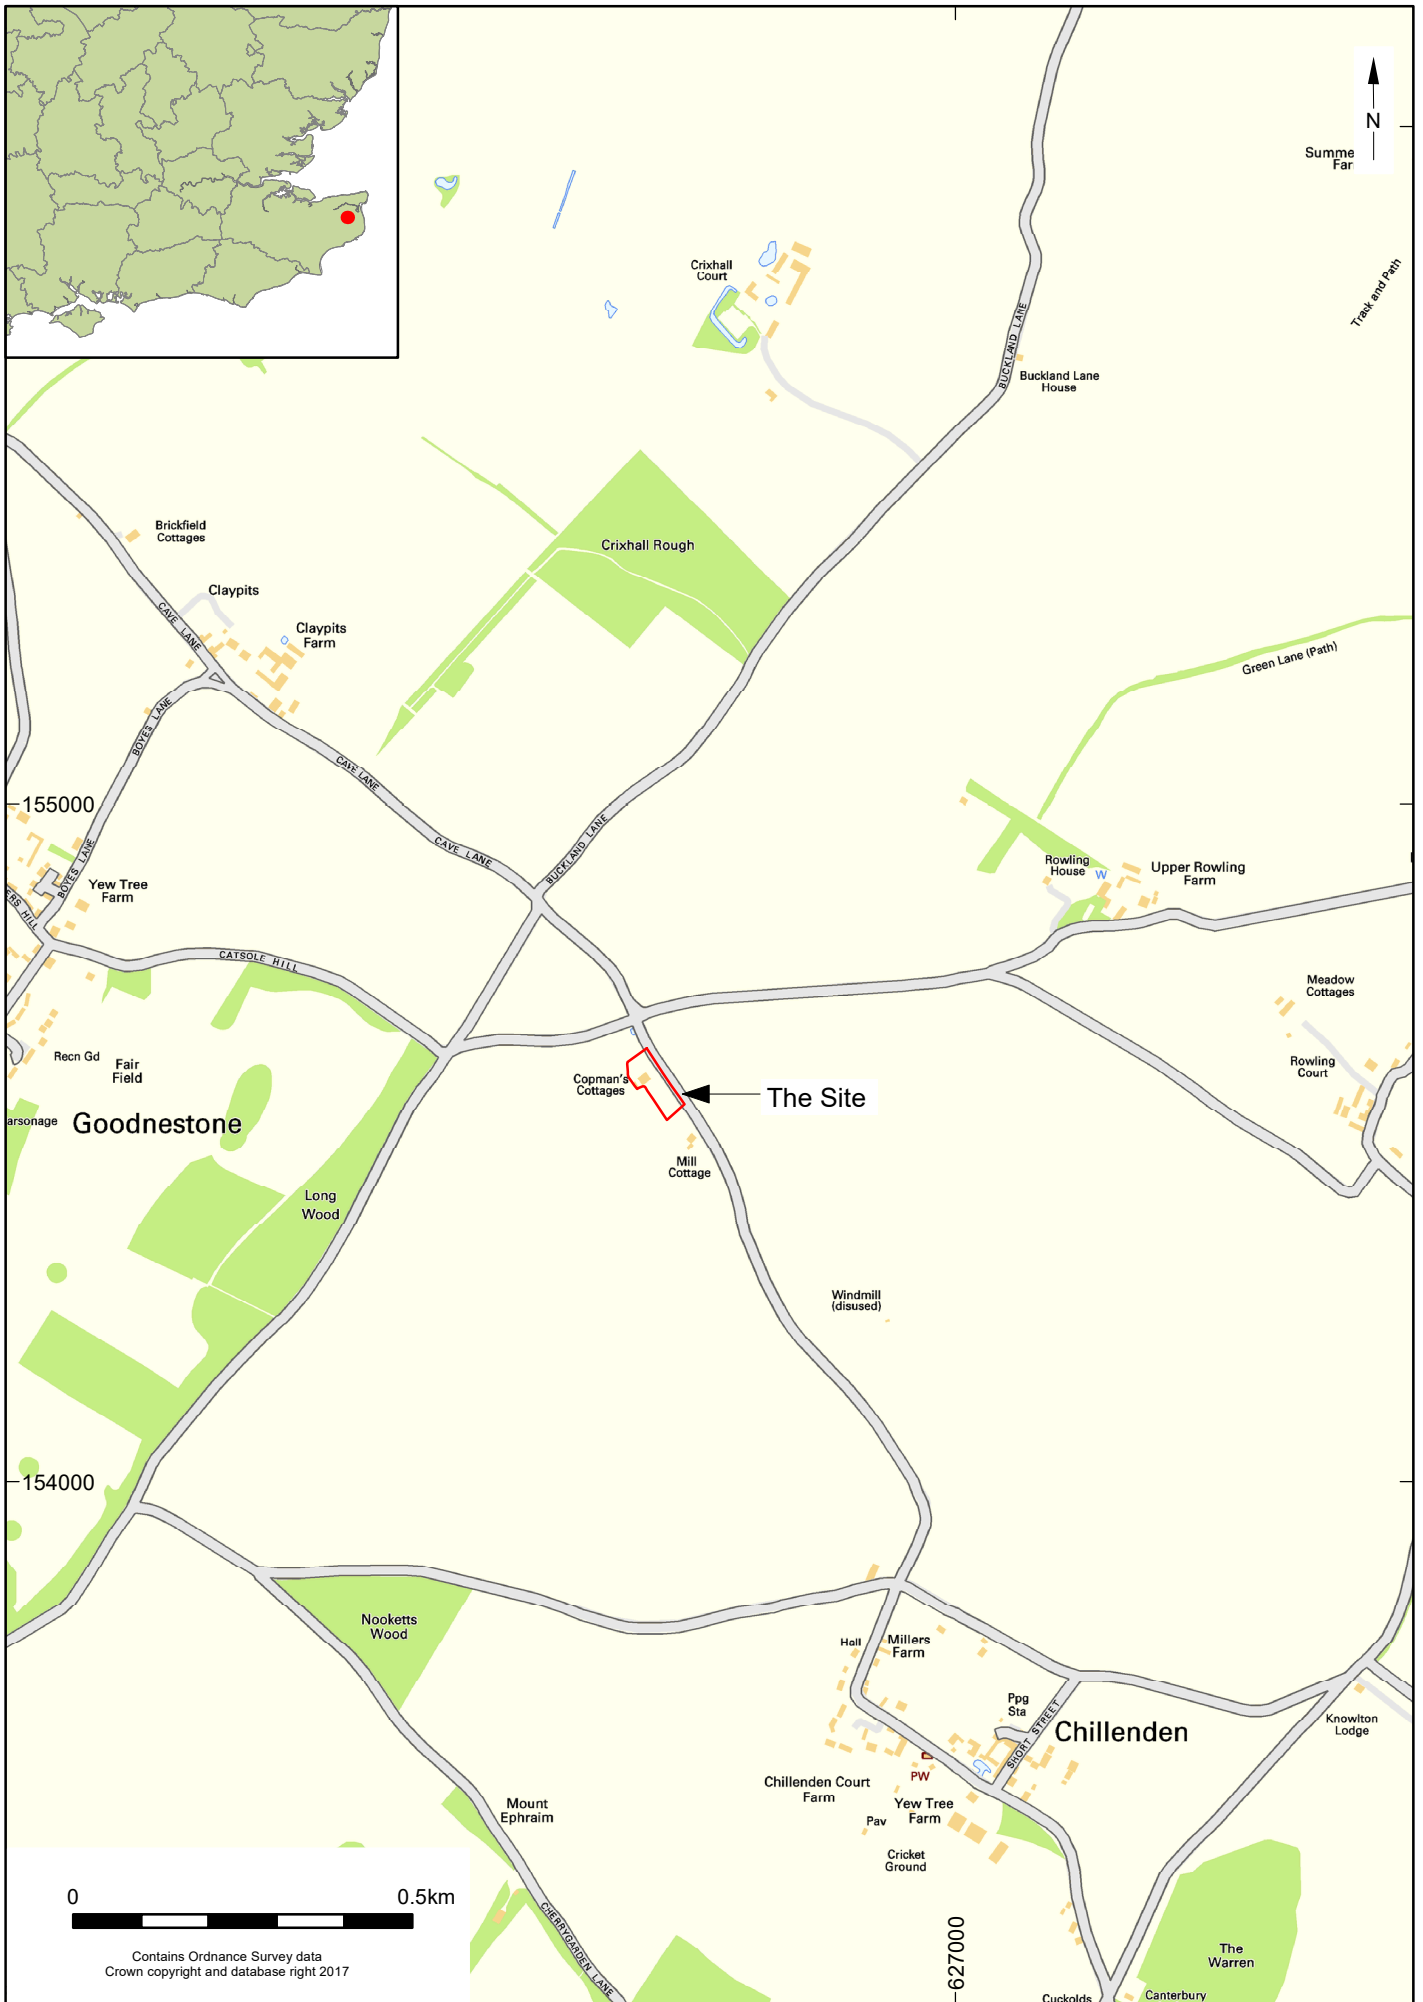 N
Summe
Far
Track and Path
Crixhall
Court
BUCKLAND LANE
Buckland Lane
House
Brickfield
Cottages
Crixhall Rough
Claypits
CAVE LANE
Claypits
Farm
Green Lane (Path)
BOYES LANE
CAVE LANE
155000
CAVE LANE
BUCKLAND LANE
BOYES LANE
Yew Tree
Farm
ERS HILL
Rowling
House
W
Upper Rowling
Farm
CATSOLE HILL
Meadow
Cottages
Recn Gd
Fair
Field
Copman's
Cottages
The Site
Rowling
Court
arsonage
Goodnestone
Mill
Cottage
Long
Wood
Windmill
(disused)
154000
Nooketts
Wood
Hall
Millers
Farm
Ppg
Sta
SHORT STREET
Chillenden
Knowlton
Lodge
PW
Chillenden Court
Farm
Yew Tree
Farm
Pav
Cricket
Ground
Mount
Ephraim
CHERRYGARDEN LANE
0 0.5km
Contains Ordnance Survey data
Crown copyright and database right 2017
627000
The
Warren
Cuckolds
Canterbury